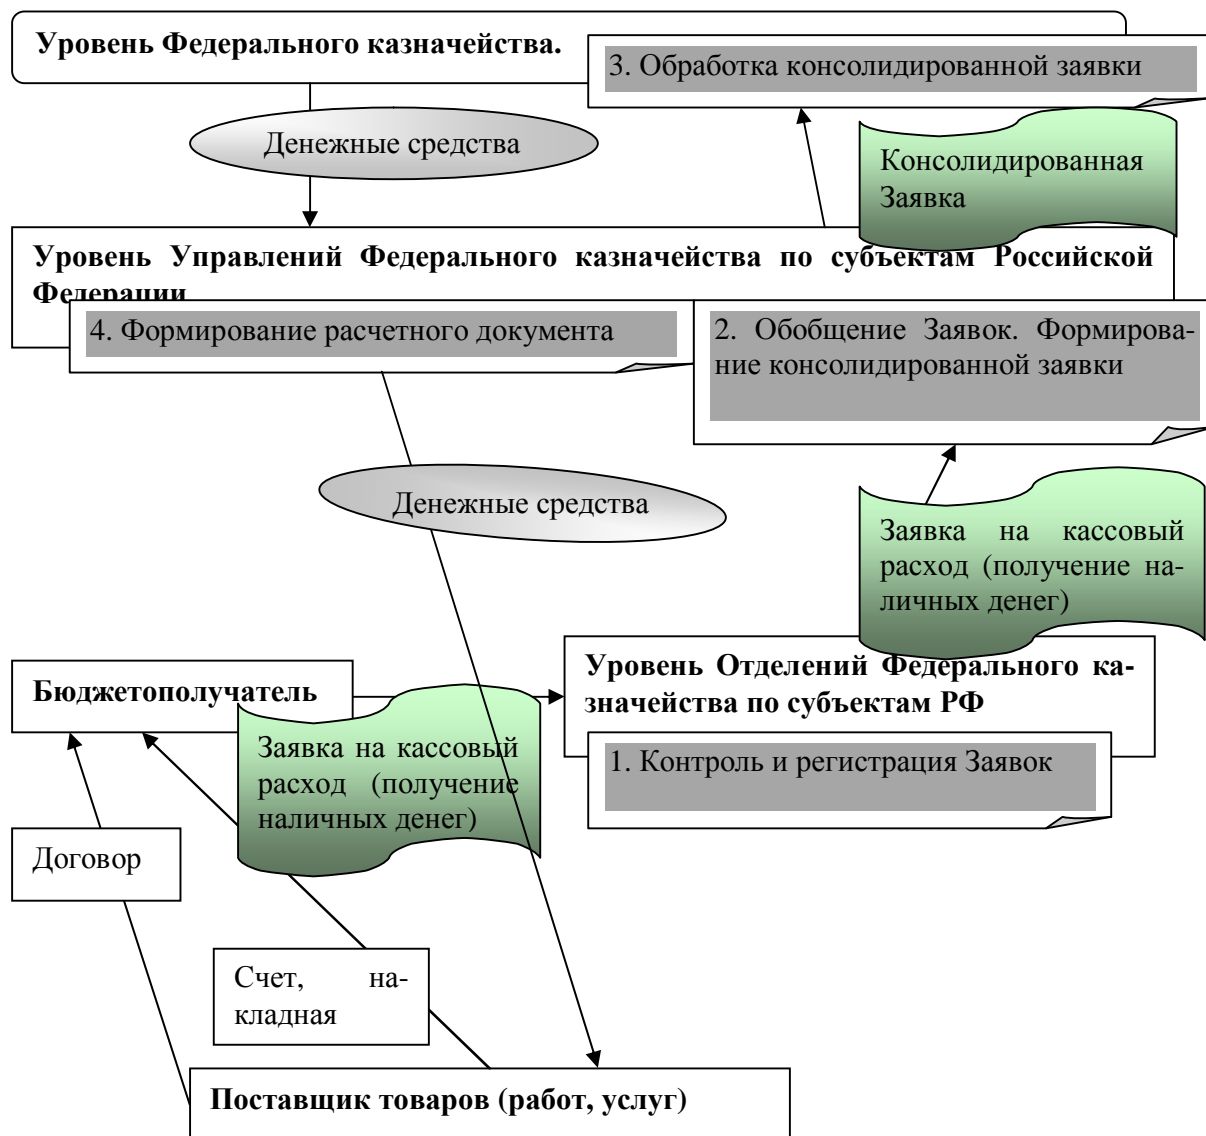 Уровень Федерального казначейства.
3. Обработка консолидированной заявки
Денежные средства
Консолидированная
Заявка
Уровень Управлений Федерального казначейства по субъектам Российской
Федерации
4. Формирование расчетного документа
2. Обобщение Заявок. Формирова-
ние консолидированной заявки
Денежные средства
Заявка на кассовый
расход (получение на-
личных денег)
Бюджетополучатель
Уровень Отделений Федерального ка-
значейства по субъектам РФ
Заявка на кассовый
расход (получение
наличных денег)
1. Контроль и регистрация Заявок
Договор
Счет, на-
кладная
Поставщик товаров (работ, услуг)